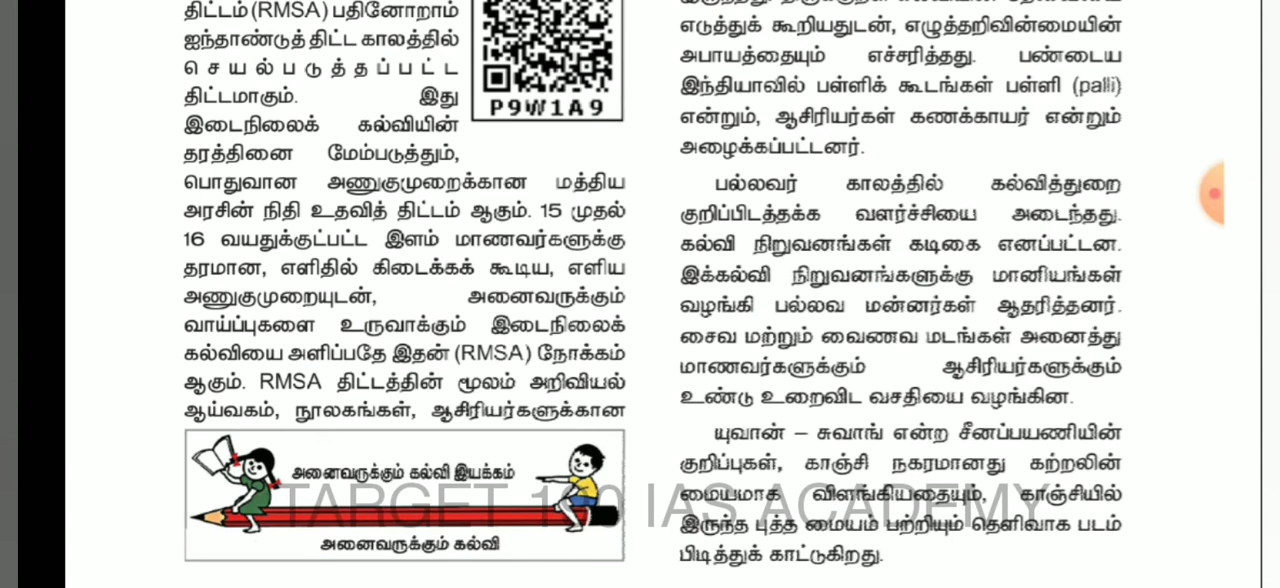 திட்டம் (RMSA) பதினோறாம்
ஐந்தாண்டுத் திட்ட காலத்தில்
செயல்படுத்தப்பட்ட
திட்டமாகும். இது
இடைநிலைக் கல்வியின்
தரத்தினை மேம்படுத்தும்,
பொதுவான அணுகுமுறைக்கான மத்திய
அரசின் நிதி உதவித் திட்டம் ஆகும். 15 முதல்
16 வயதுக்குட்பட்ட இளம் மாணவர்களுக்கு
தரமான, எளிதில் கிடைக்கக் கூடிய, எளிய
அணுகுமுறையுடன், அனைவருக்கும்
வாய்ப்புகளை உருவாக்கும் இடைநிலைக்
கல்வியை அளிப்பதே இதன் (RMSA) நோக்கம்
ஆகும். RMSA திட்டத்தின் மூலம் அறிவியல்
ஆய்வகம், நூலகங்கள், ஆசிரியர்களுக்கான
P9W1A9
அனைவருக்கும் கல்வி இயக்கம்
அனைவருக்கும் கல்வி
எடுத்துக் கூறியதுடன், எழுத்தறிவின்மையின்
அபாயத்தையும் எச்சரித்தது. பண்டைய
இந்தியாவில் பள்ளிக் கூடங்கள் பள்ளி (palli)
என்றும், ஆசிரியர்கள் கணக்காயர் என்றும்
அழைக்கப்பட்டனர்.
பல்லவர் காலத்தில் கல்வித்துறை
குறிப்பிடத்தக்க வளர்ச்சியை அடைந்தது.
கல்வி நிறுவனங்கள் கடிகை எனப்பட்டன.
இக்கல்வி நிறுவனங்களுக்கு மானியங்கள்
வழங்கி பல்லவ மன்னர்கள் ஆதரித்தனர்.
சைவ மற்றும் வைணவ மடங்கள் அனைத்து
மாணவர்களுக்கும் ஆசிரியர்களுக்கும்
உண்டு உறைவிட வசதியை வழங்கின.
யுவான் – சுவாங் என்ற சீனப்பயணியின்
குறிப்புகள், காஞ்சி நகரமானது கற்றலின்
மையமாக விளங்கியதையும், காஞ்சியில்
இருந்த புத்த மையம் பற்றியும் தெளிவாக படம்
பிடித்துக் காட்டுகிறது.
TARGET 100 IAS ACADEMY